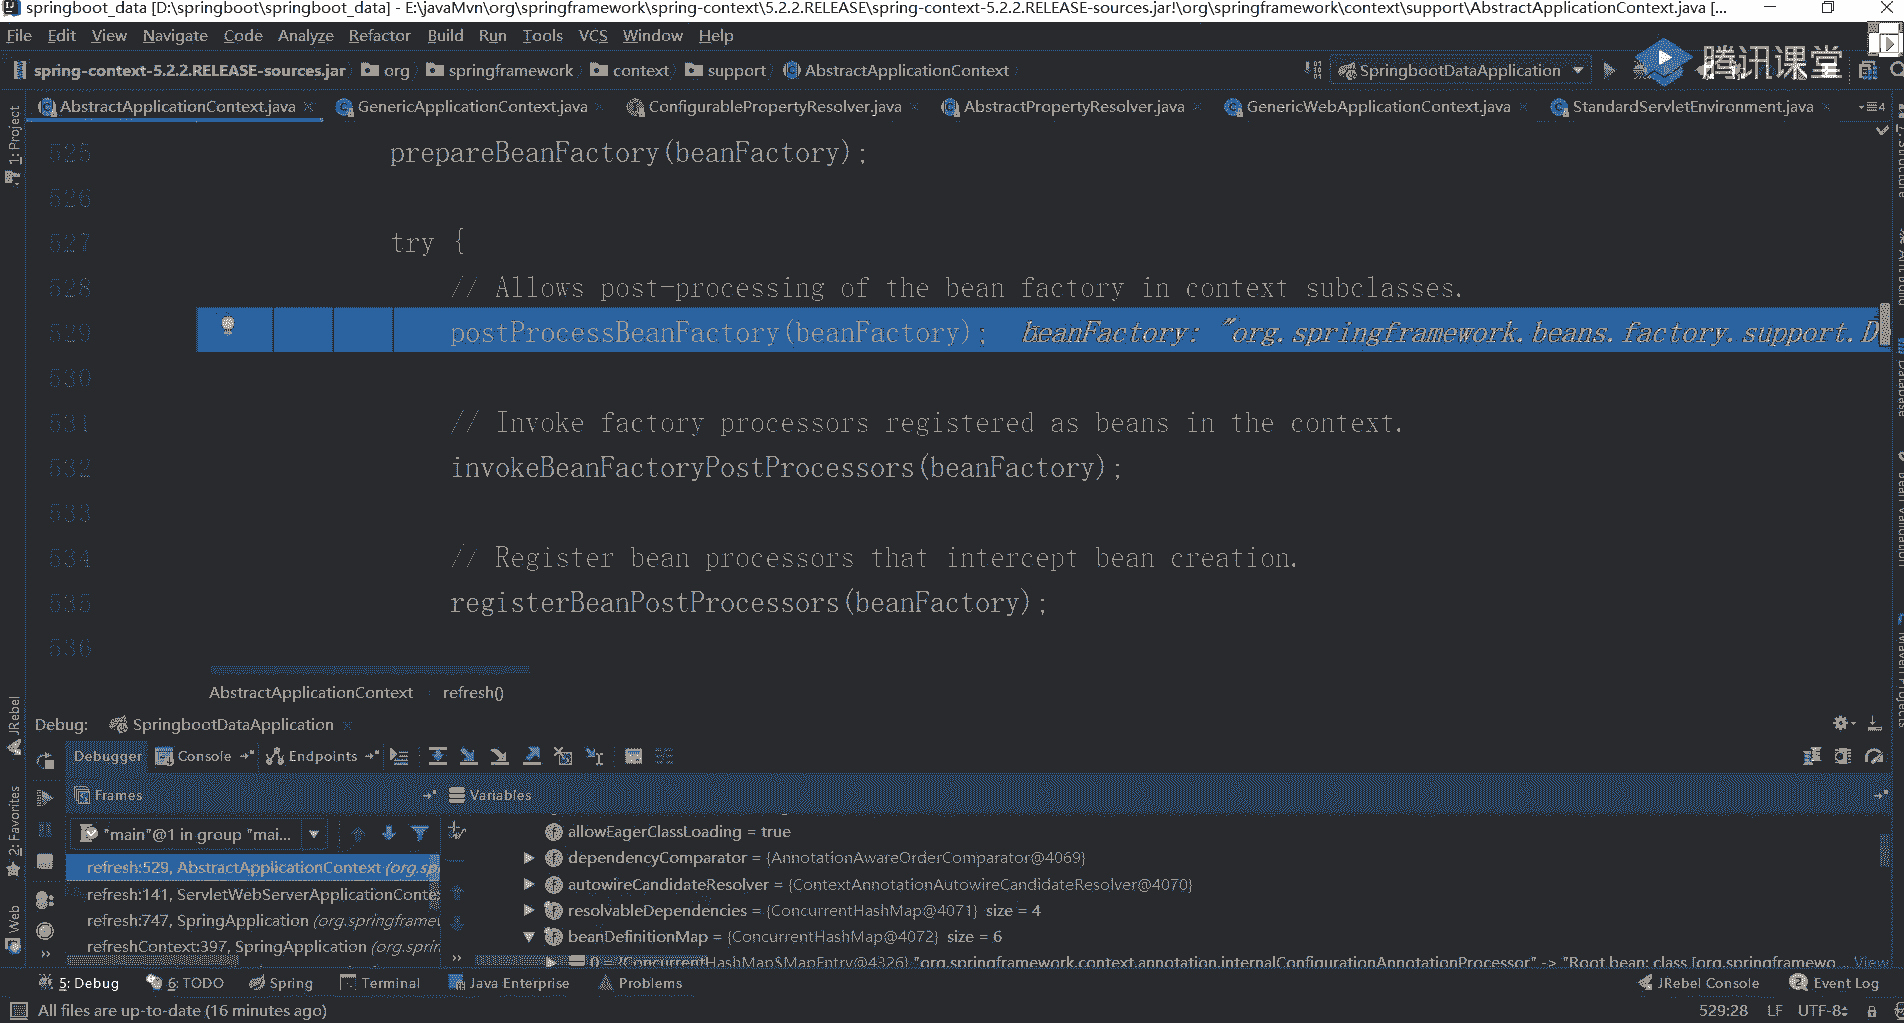 springboot_data [D:\springboot\springboot_data] - E:\javaMvn\org\springframework\spring-context\5.2.2.RELEASE\spring-context-5.2.2.RELEASE-sources.jar!\org\springframework\context\support\AbstractApplicationContext.java [...
File Edit View Navigate Code Analyze Refactor Build Run Tools VCS Window Help
spring-context-5.2.2.RELEASE-sources.jar org springframework context support AbstractApplicationContext SpringbootDataApplication 腾讯课堂
AbstractApplicationContext.java GenericApplicationContext.java ConfigurablePropertyResolver.java AbstractPropertyResolver.java GenericWebApplicationContext.java StandardServletEnvironment.java
1: Project
525 prepareBeanFactory(beanFactory);
526
527 try {
528 // Allows post-processing of the bean factory in context subclasses.
529 postProcessBeanFactory(beanFactory); beanFactory: "org.springframework.beans.factory.support.D
530
531 // Invoke factory processors registered as beans in the context.
532 invokeBeanFactoryPostProcessors(beanFactory);
533
534 // Register bean processors that intercept bean creation.
535 registerBeanPostProcessors(beanFactory);
536
AbstractApplicationContext refresh()
Debug: SpringbootDataApplication
JRebel
Debugger Console Endpoints
Frames Variables
2: Favorites
"main"@1 in group "mai... allowEagerClassLoading = true
dependencyComparator = {AnnotationAwareOrderComparator@4069}
refresh:529, AbstractApplicationContext (org.sp
autowireCandidateResolver = {ContextAnnotationAutowireCandidateResolver@4070}
refresh:141, ServletWebServerApplicationConte
resolvableDependencies = {ConcurrentHashMap@4071} size = 4
refresh:747, SpringApplication (org.springframew
beanDefinitionMap = {ConcurrentHashMap@4072} size = 6
refreshContext:397, SpringApplication (org.sprin
0 = {ConcurrentHashMap$MapEntry@4326} "org.springframework.context.annotation.internalConfigurationAnnotationProcessor" -> "Root bean: class [org.springframewo... View
Web
5: Debug 6: TODO Spring Terminal Java Enterprise Problems JRebel Console Event Log
All files are up-to-date (16 minutes ago) 529:28 LF UTF-8